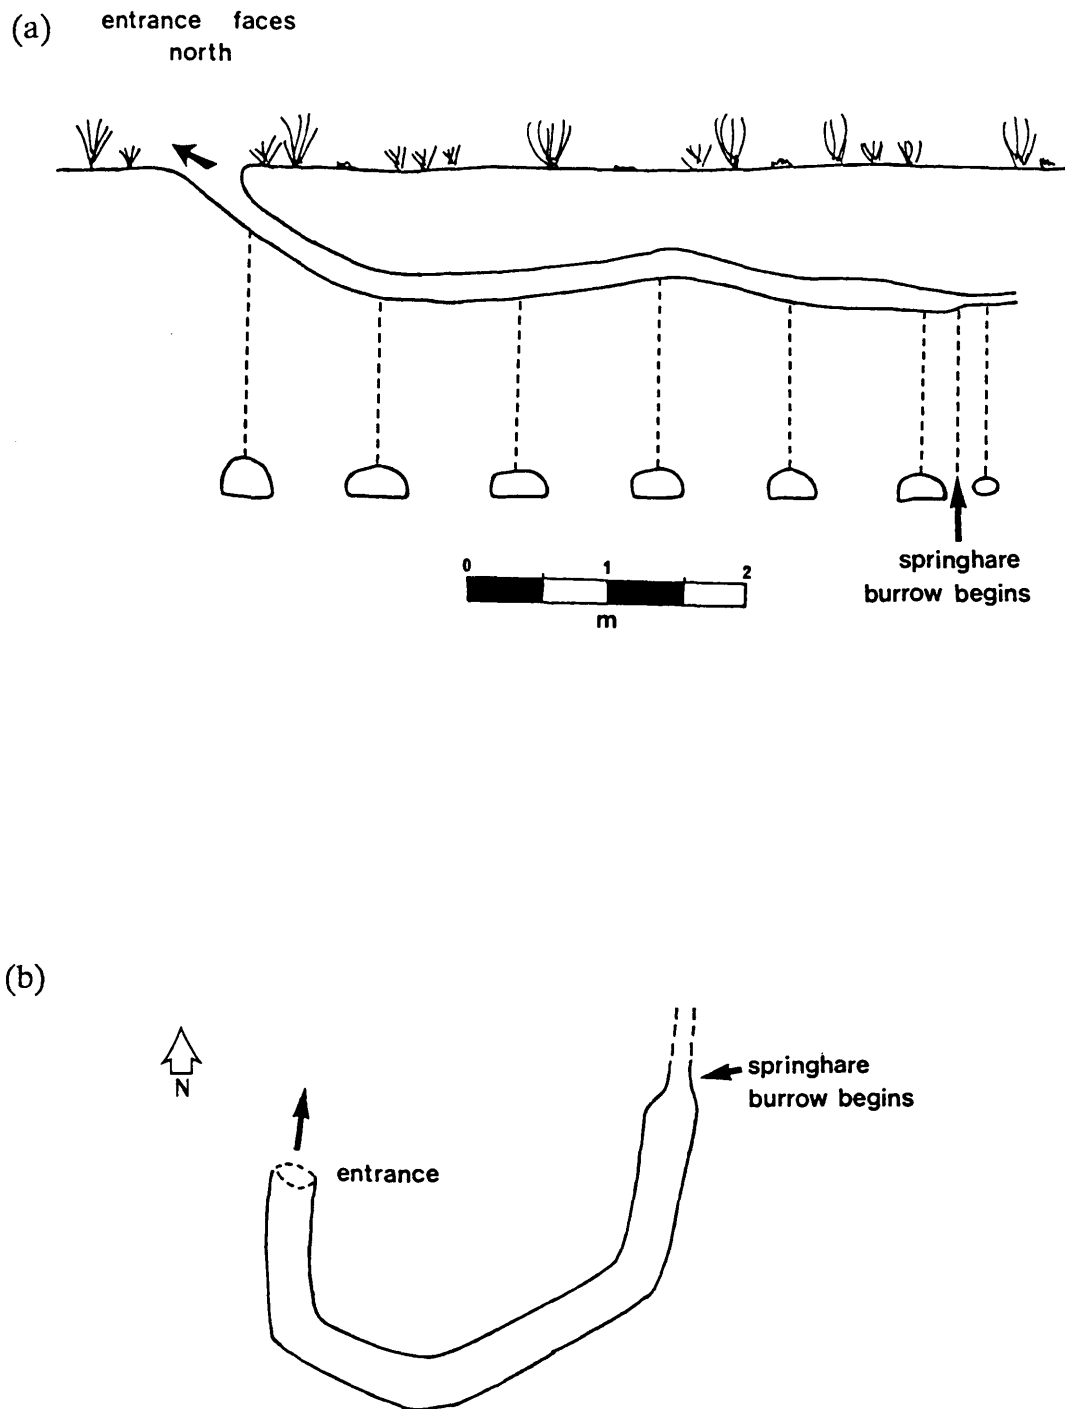 (a)
entrance faces
north
0 1 2
m
springhare
burrow begins
(b)
N
springhare
burrow begins
entrance